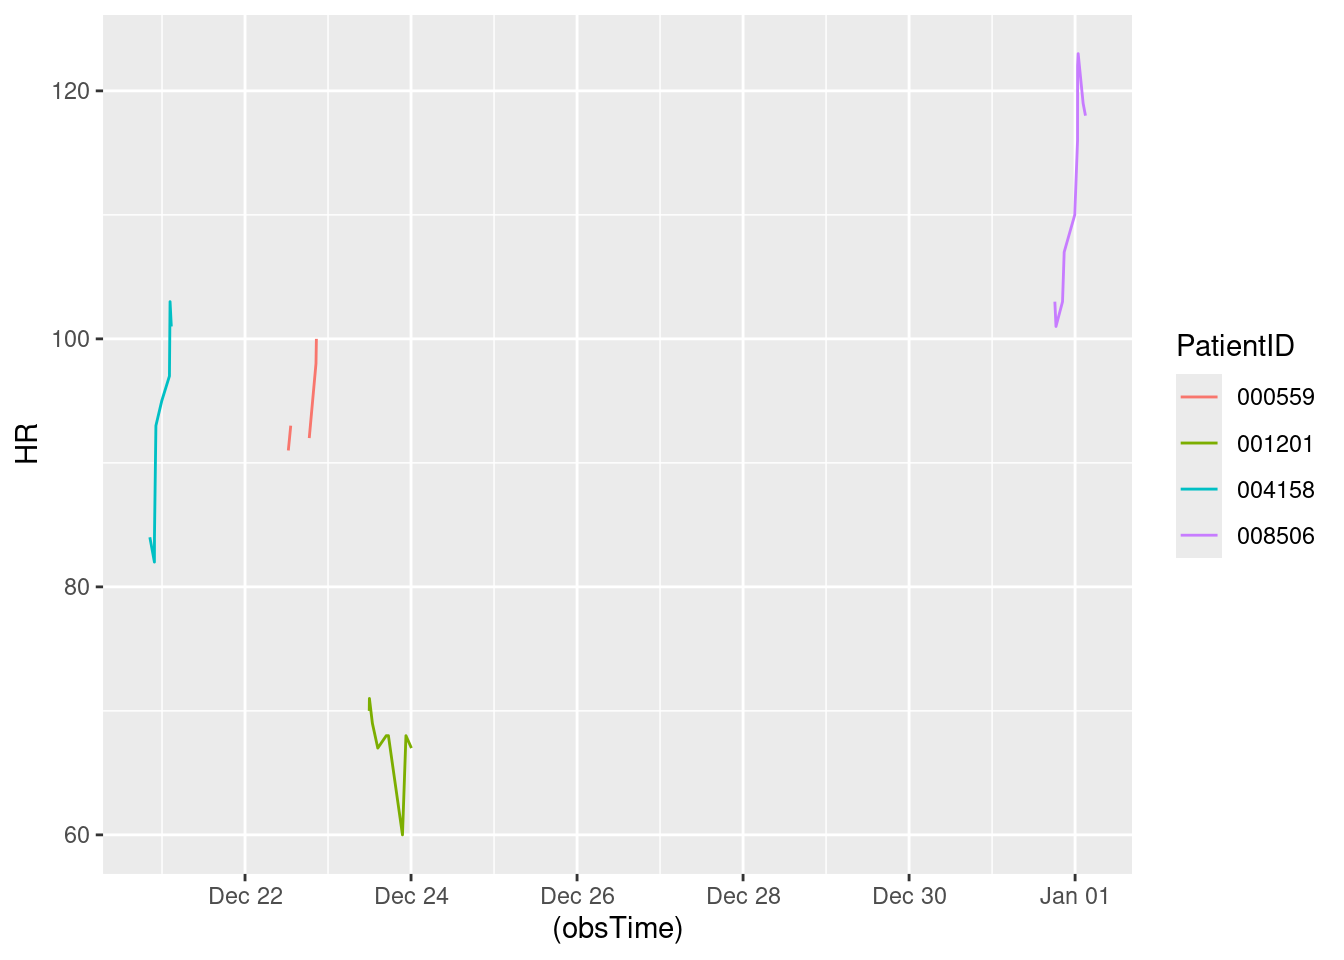 120
100
80
60
HR
Dec 22 Dec 24 Dec 26 Dec 28 Dec 30 Jan 01
(obsTime)
PatientID
000559
001201
004158
008506